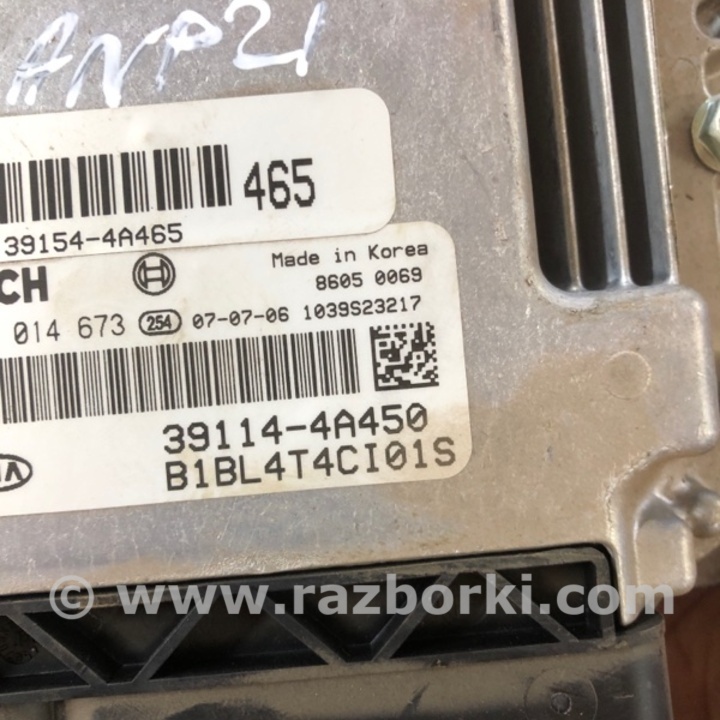 ANP21
465
39154-4A465
CH
Made in Korea
8605 0069
014 673 254 07-07-06 1039S23217
39114-4A450
B1BL4T4CI01S
© www.razborki.com